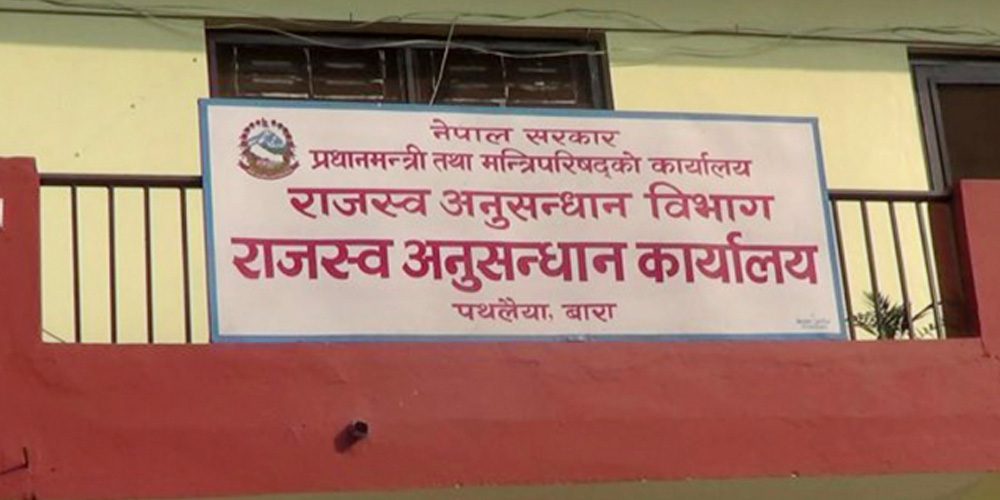 नेपाल सरकार
प्रधानमन्त्री तथा मन्त्रिपरिषद्को कार्यालय
राजस्व अनुसन्धान विभाग
राजस्व अनुसन्धान कार्यालय
पथलैया, बारा